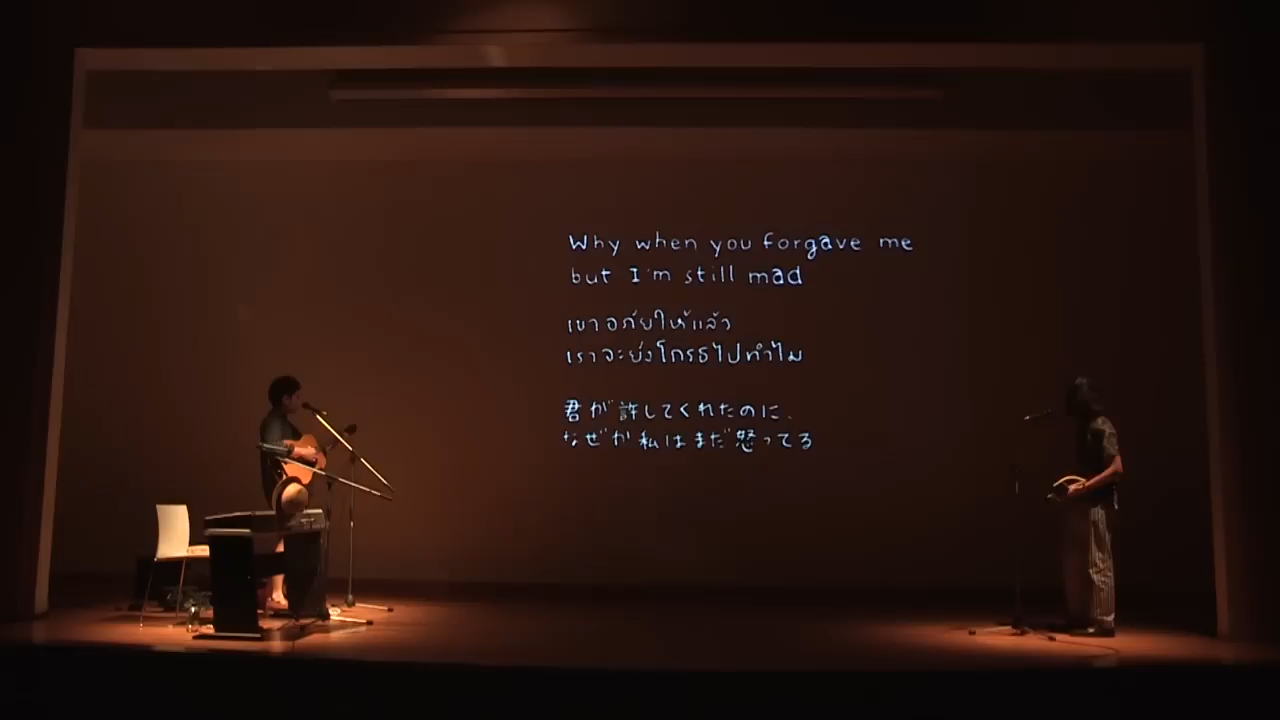 Why when you forgave me
but I'm still mad
เขาอภัยให้แล้ว
เราจะยังโกรธไปทำไม
君が許してくれたのに、
なぜか私はまだ怒ってる